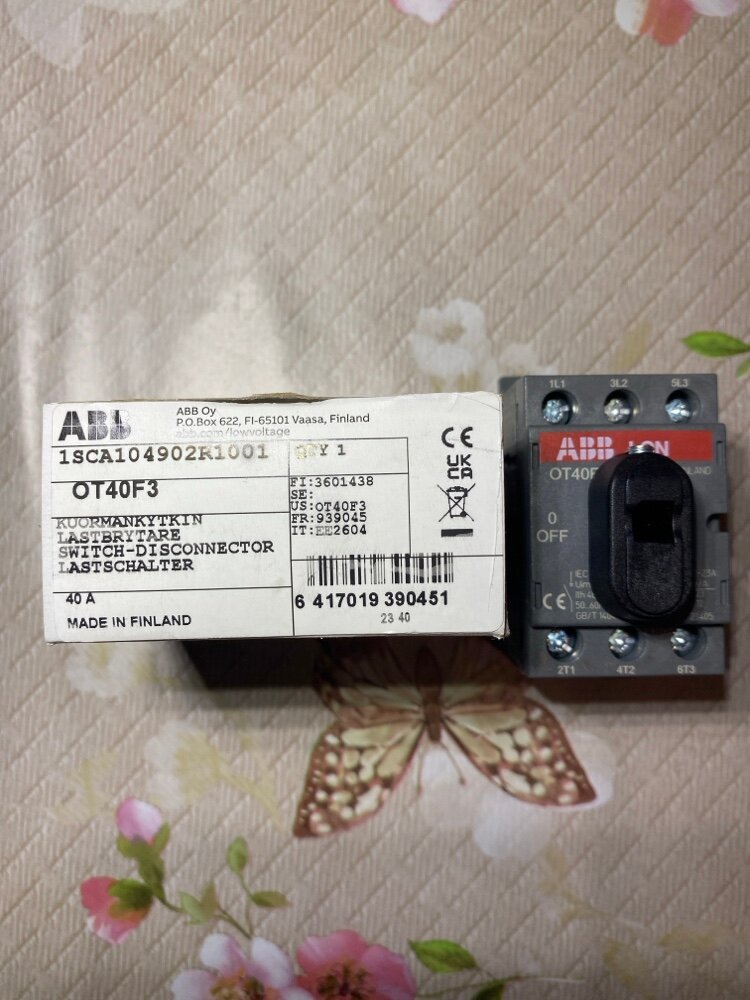 ABB
ABB Oy
P.O.Box 622, FI-65101 Vaasa, Finland
abb.com/lowvoltage
1SCA104902R1001
QTY 1
OT40F3
FI:3601438
SE:
US:OT40F3
FR:939045
IT:EE2604
KUORMANKYTKIN
LASTBRYTARE
SWITCH-DISCONNECTOR
LASTSCHALTER
40 A
MADE IN FINLAND
6 417019 390451
23 40
CE
UK
CA
1L1 3L2 5L3
ABB
OT40F
0
OFF
CE
IEC
2T1 4T2 6T3